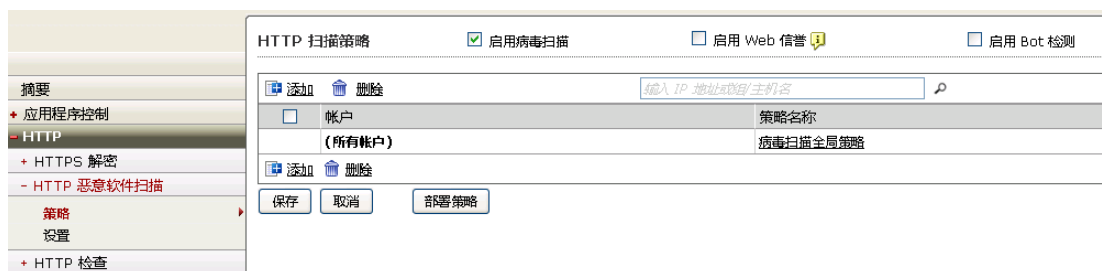 HTTP 扫描策略 启用病毒扫描 启用 Web 信誉 启用 Bot 检测
摘要
应用程序控制
HTTP
HTTPS 解密
HTTP 恶意软件扫描
策略
设置
HTTP 检查
添加 删除 输入 IP 地址或组/主机名
帐户 策略名称
(所有帐户) 病毒扫描全局策略
添加 删除
保存 取消 部署策略